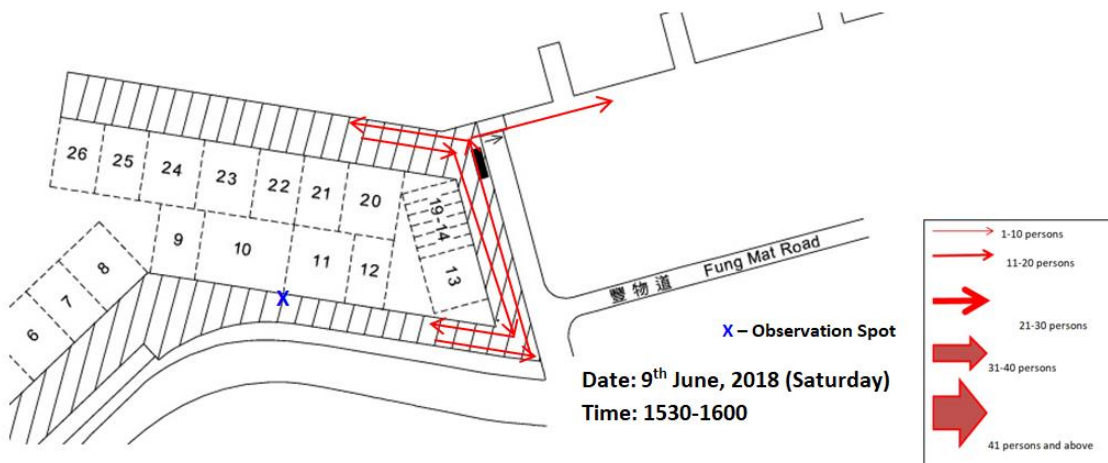 26 25 24 23 22 21 20
19-14
9 10 11 12 13
8
7
6
豐物道 Fung Mat Road
X
X – Observation Spot
Date: 9th June, 2018 (Saturday)
Time: 1530-1600
1-10 persons
11-20 persons
21-30 persons
31-40 persons
41 persons and above